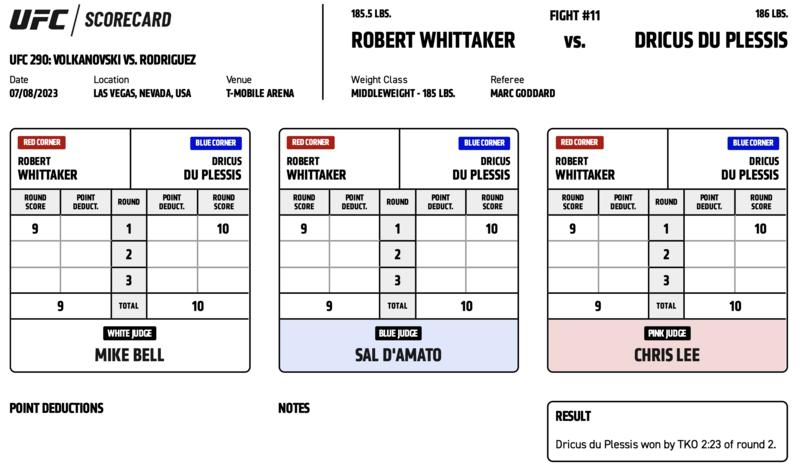 UFC / SCORECARD
UFC 290: VOLKANOVSKI VS. RODRIGUEZ
Date Location Venue
07/08/2023 LAS VEGAS, NEVADA, USA T-MOBILE ARENA
185.5 LBS. FIGHT #11 186 LBS.
ROBERT WHITTAKER VS. DRICUS DU PLESSIS
Weight Class Referee
MIDDLEWEIGHT - 185 LBS. MARC GODDARD
RED CORNER BLUE CORNER
ROBERT DRICUS
WHITTAKER DU PLESSIS
ROUND POINT ROUND POINT ROUND
SCORE DEDUCT. DEDUCT. SCORE
9 1 10
2
3
9 TOTAL 10
WHITE JUDGE
MIKE BELL
RED CORNER BLUE CORNER
ROBERT DRICUS
WHITTAKER DU PLESSIS
ROUND POINT ROUND POINT ROUND
SCORE DEDUCT. DEDUCT. SCORE
9 1 10
2
3
9 TOTAL 10
BLUE JUDGE
SAL D'AMATO
RED CORNER BLUE CORNER
ROBERT DRICUS
WHITTAKER DU PLESSIS
ROUND POINT ROUND POINT ROUND
SCORE DEDUCT. DEDUCT. SCORE
9 1 10
2
3
9 TOTAL 10
PINK JUDGE
CHRIS LEE
POINT DEDUCTIONS
NOTES
RESULT
Dricus du Plessis won by TKO 2:23 of round 2.